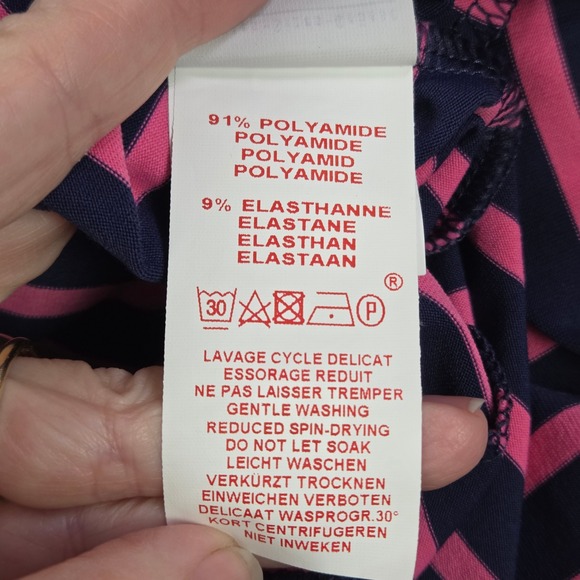 91% POLYAMIDE
POLYAMIDE
POLYAMID
POLYAMIDE
9% ELASTHANNE
ELASTANE
ELASTHAN
ELASTAAN
®
30 P
LAVAGE CYCLE DELICAT
ESSORAGE REDUIT
NE PAS LAISSER TREMPER
GENTLE WASHING
REDUCED SPIN-DRYING
DO NOT LET SOAK
LEICHT WASCHEN
VERKÜRZT TROCKNEN
EINWEICHEN VERBOTEN
DELICAAT WASPROGR.30°
KORT CENTRIFUGEREN
NIET INWEKEN